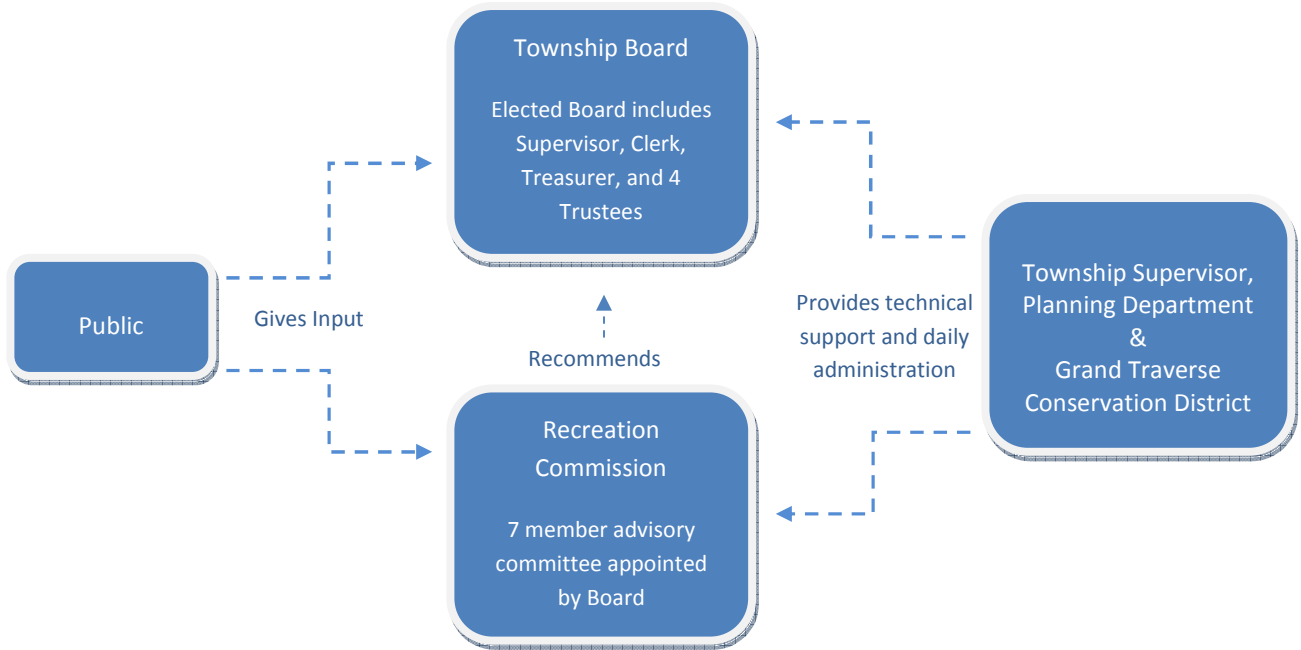 Township Board
Elected Board includes
Supervisor, Clerk,
Treasurer, and 4
Trustees
Public
Gives Input
Recommends
Provides technical
support and daily
administration
Township Supervisor,
Planning Department
&
Grand Traverse
Conservation District
Recreation
Commission
7 member advisory
committee appointed
by Board